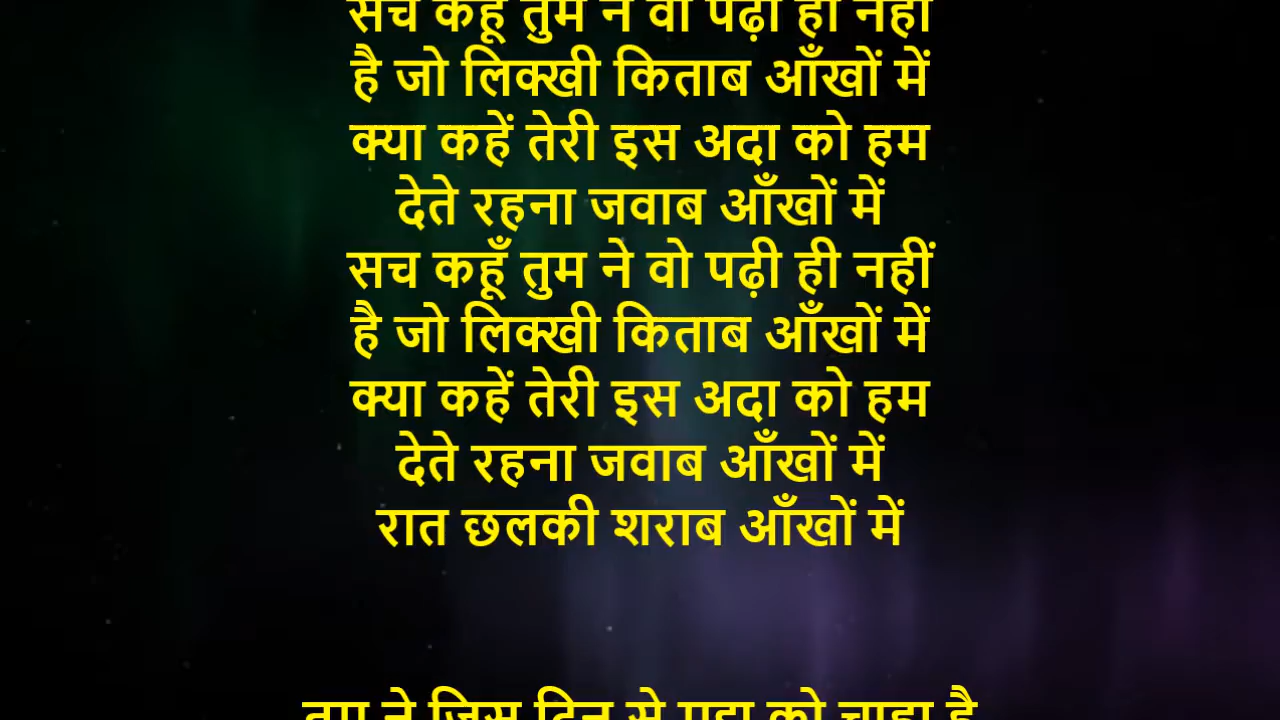 सच कहूँ तुम ने वो पढ़ी ही नहीं
है जो लिक्खी किताब आँखों में
क्या कहें तेरी इस अदा को हम
देते रहना जवाब आँखों में
सच कहूँ तुम ने वो पढ़ी ही नहीं
है जो लिक्खी किताब आँखों में
क्या कहें तेरी इस अदा को हम
देते रहना जवाब आँखों में
रात छलकी शराब आँखों में
तुम ने जिस दिन से मुझ को चाहा है